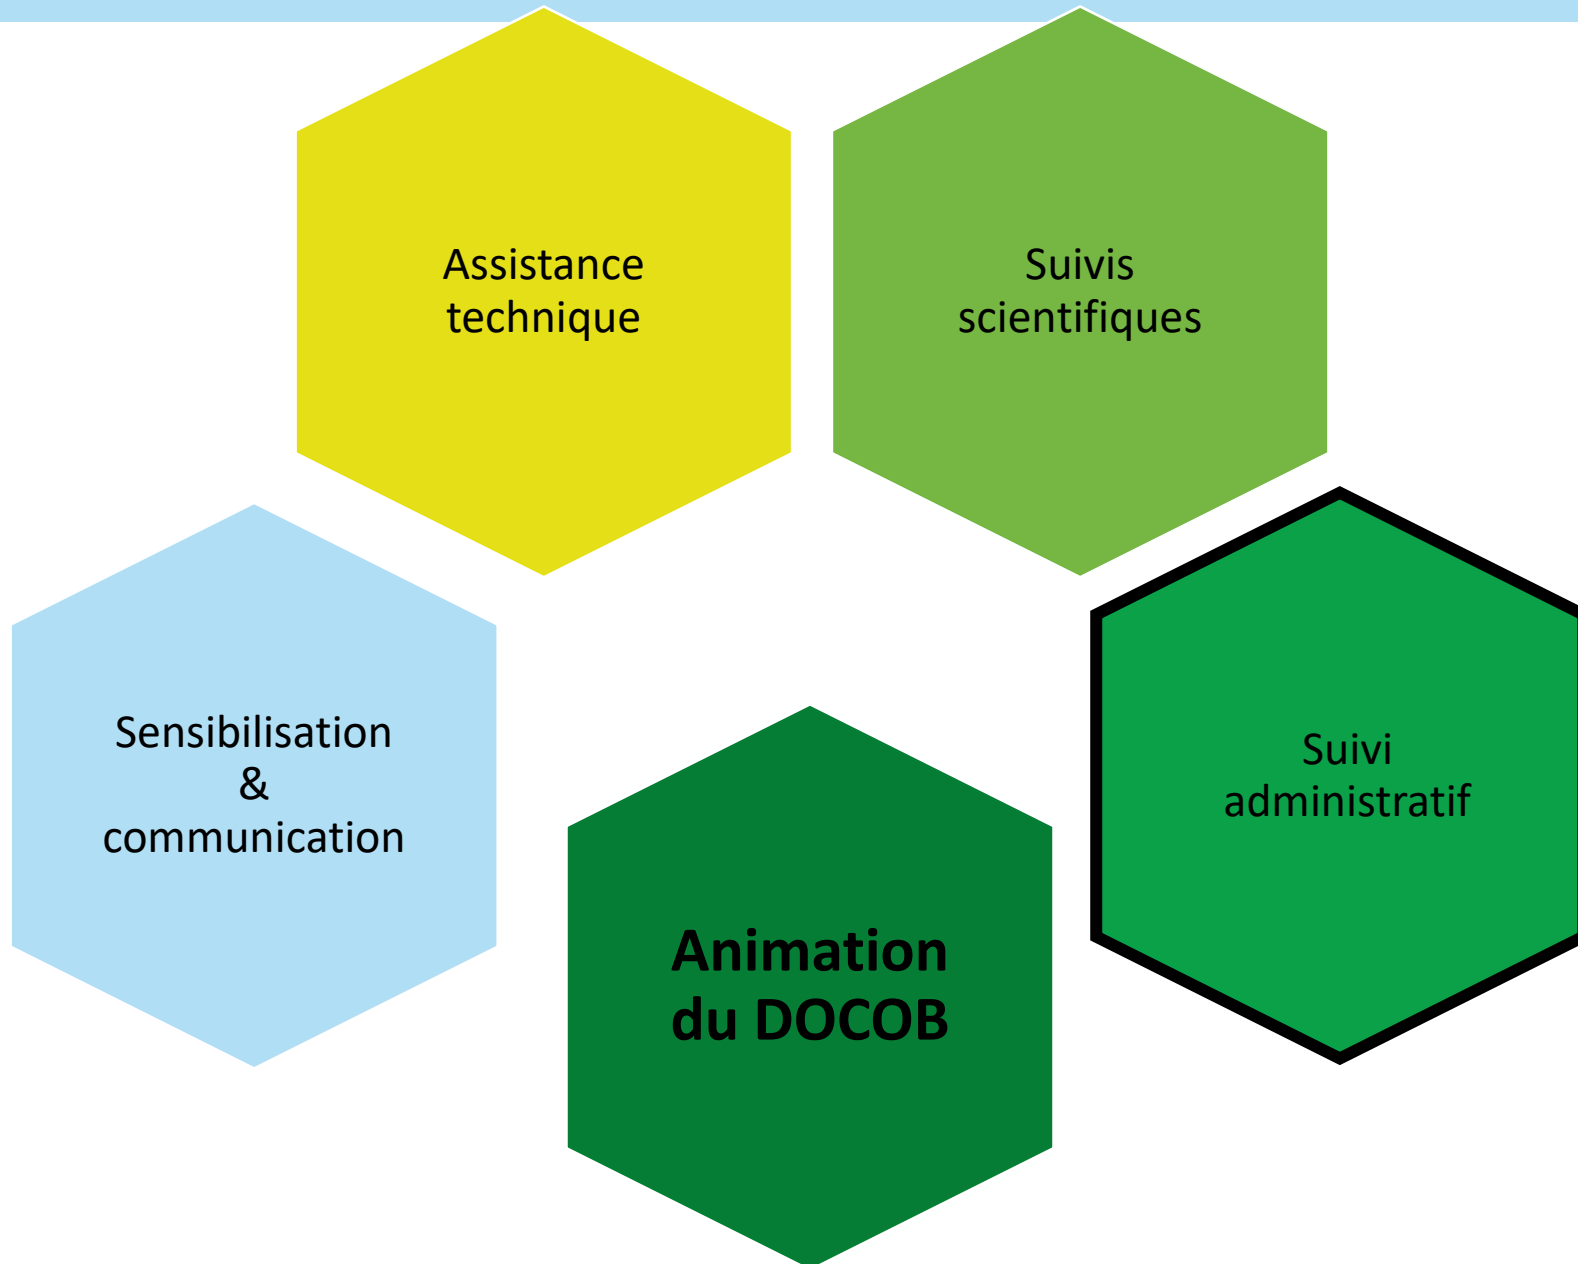 Assistance
technique
Suivis
scientifiques
Sensibilisation
&
communication
Suivi
administratif
Animation
du DOCOB